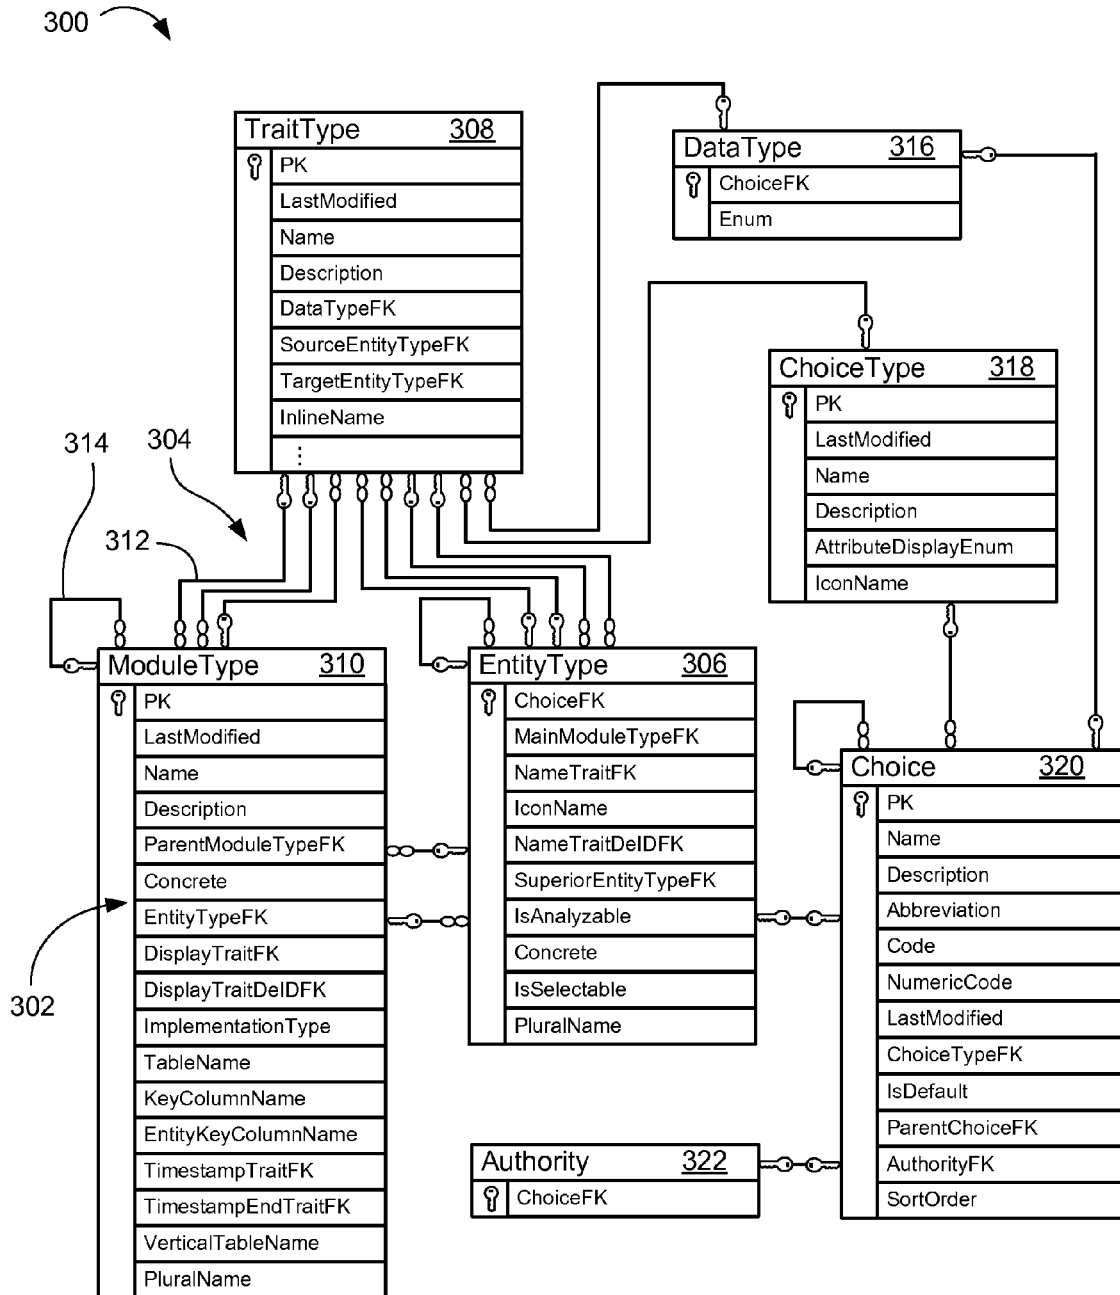 300
TraitType 308
PK
LastModified
Name
Description
DataTypeFK
SourceEntityTypeFK
TargetEntityTypeFK
InlineName
⋮
DataType 316
ChoiceFK
Enum
ChoiceType 318
PK
LastModified
Name
Description
AttributeDisplayEnum
IconName
314
304
312
ModuleType 310
PK
LastModified
Name
Description
ParentModuleTypeFK
Concrete
EntityTypeFK
DisplayTraitFK
DisplayTraitDeIDFK
ImplementationType
TableName
KeyColumnName
EntityKeyColumnName
TimestampTraitFK
TimestampEndTraitFK
VerticalTableName
PluralName
302
EntityType 306
ChoiceFK
MainModuleTypeFK
NameTraitFK
IconName
NameTraitDeIDFK
SuperiorEntityTypeFK
IsAnalyzable
Concrete
IsSelectable
PluralName
Choice 320
PK
Name
Description
Abbreviation
Code
NumericCode
LastModified
ChoiceTypeFK
IsDefault
ParentChoiceFK
AuthorityFK
SortOrder
Authority 322
ChoiceFK